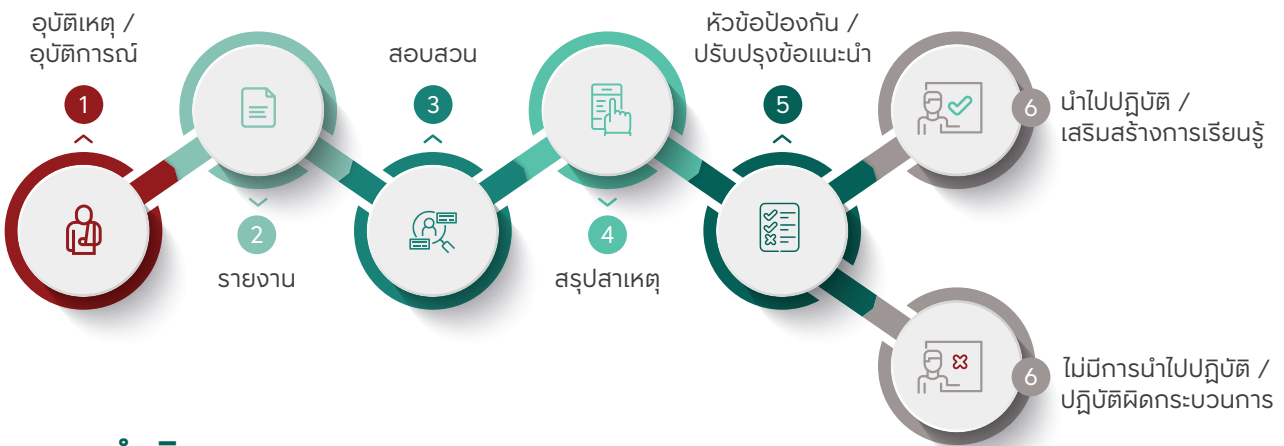 อุบัติเหตุ /
อุบัติการณ์
1
2
รายงาน
สอบสวน
3
4
สรุปสาเหตุ
หัวข้อป้องกัน /
ปรับปรุงข้อแนะนำ
5
6
นำไปปฏิบัติ /
เสริมสร้างการเรียนรู้
6
ไม่มีการนำไปปฏิบัติ /
ปฏิบัติผิดกระบวนการ